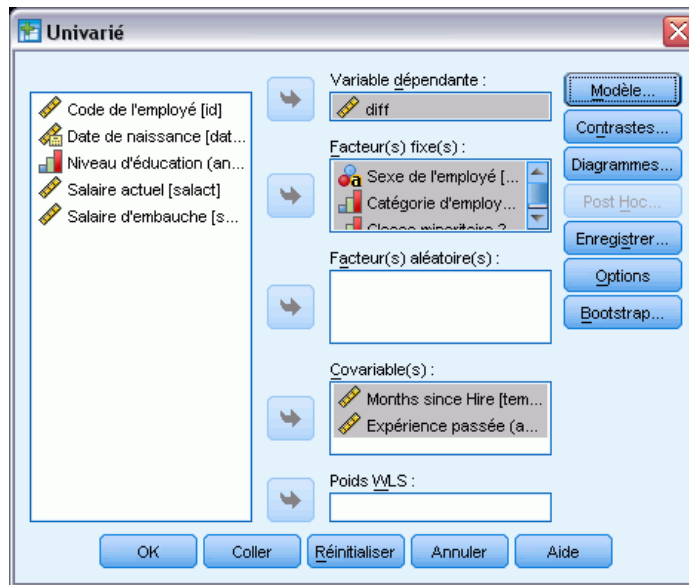 Univarié
Code de l'employé [id]
Date de naissance [dat...
Niveau d'éducation (an...
Salaire actuel [salact]
Salaire d'embauche [s...
Variable dépendante :
diff
Facteur(s) fixe(s) :
Sexe de l'employé [...
Catégorie d'employ...
Classe minoritaire ?
Facteur(s) aléatoire(s) :
Covariable(s) :
Months since Hire [tem...
Expérience passée (a...
Poids WLS :
Modèle...
Contrastes...
Diagrammes...
Post Hoc...
Enregistrer...
Options
Bootstrap...
OK
Coller
Réinitialiser
Annuler
Aide